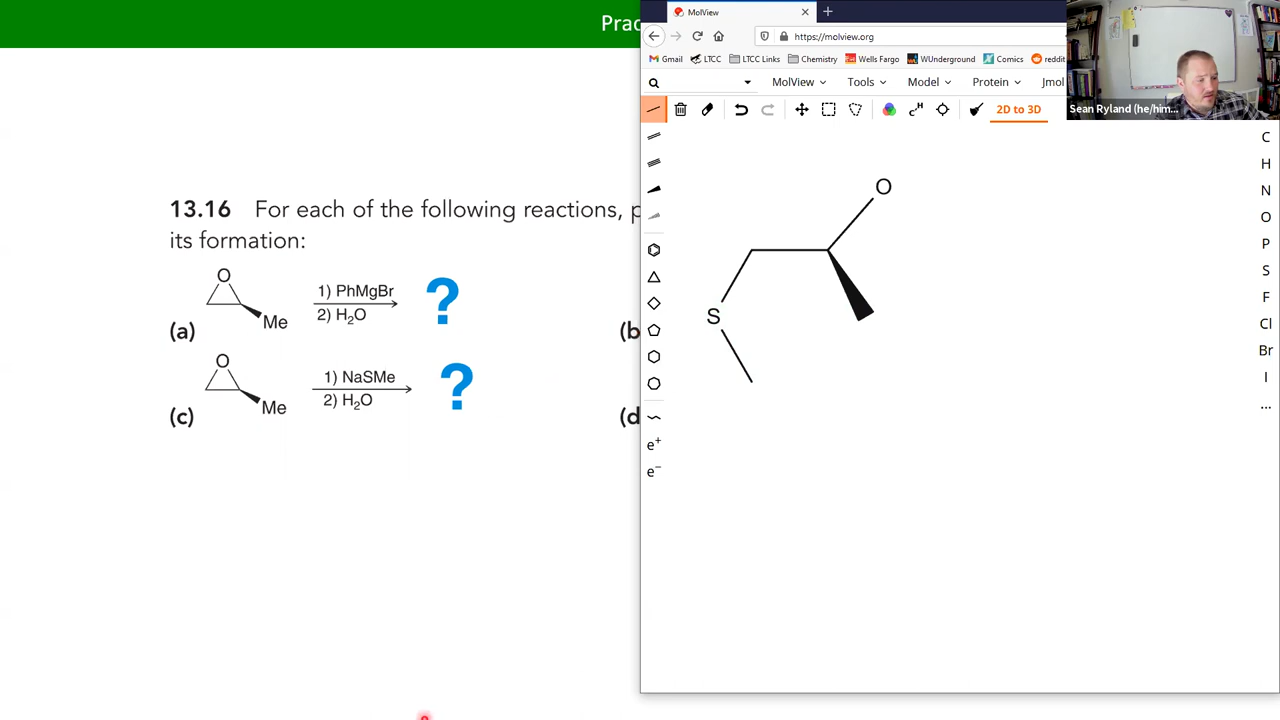 Prac
13.16 For each of the following reactions, p
its formation:
O
Me
1) PhMgBr
2) H₂O
?
(a)
(b
O
Me
1) NaSMe
2) H₂O
?
(c)
(d
MolView
https://molview.org
Gmail LTCC LTCC Links Chemistry Wells Fargo WUnderground Comics reddit
MolView Tools Model Protein Jmol
2D to 3D
Sean Ryland (he/him...
O
S
C
H
N
O
P
S
F
Cl
Br
I
...
e⁺
e⁻